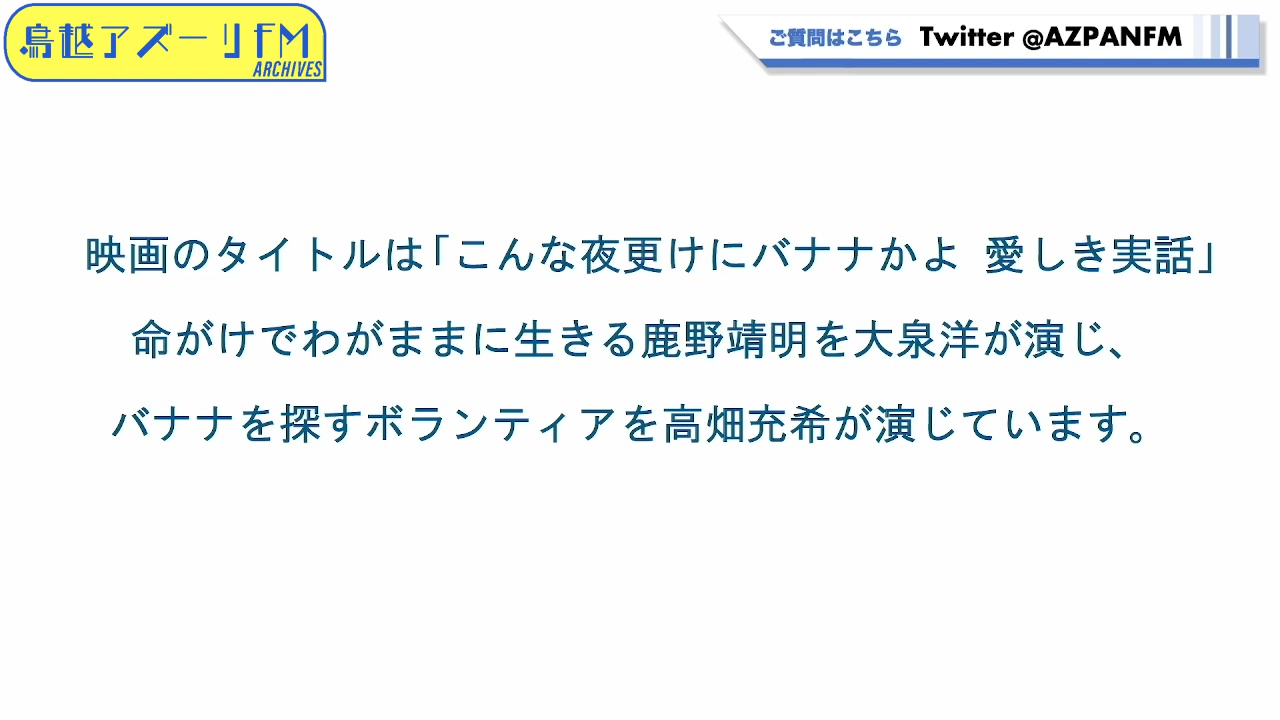 鳥越アズーリFM
ARCHIVES
ご質問はこちら Twitter @AZPANFM
映画のタイトルは「こんな夜更けにバナナかよ 愛しき実話」
命がけでわがままに生きる鹿野靖明を大泉洋が演じ、
バナナを探すボランティアを高畑充希が演じています。